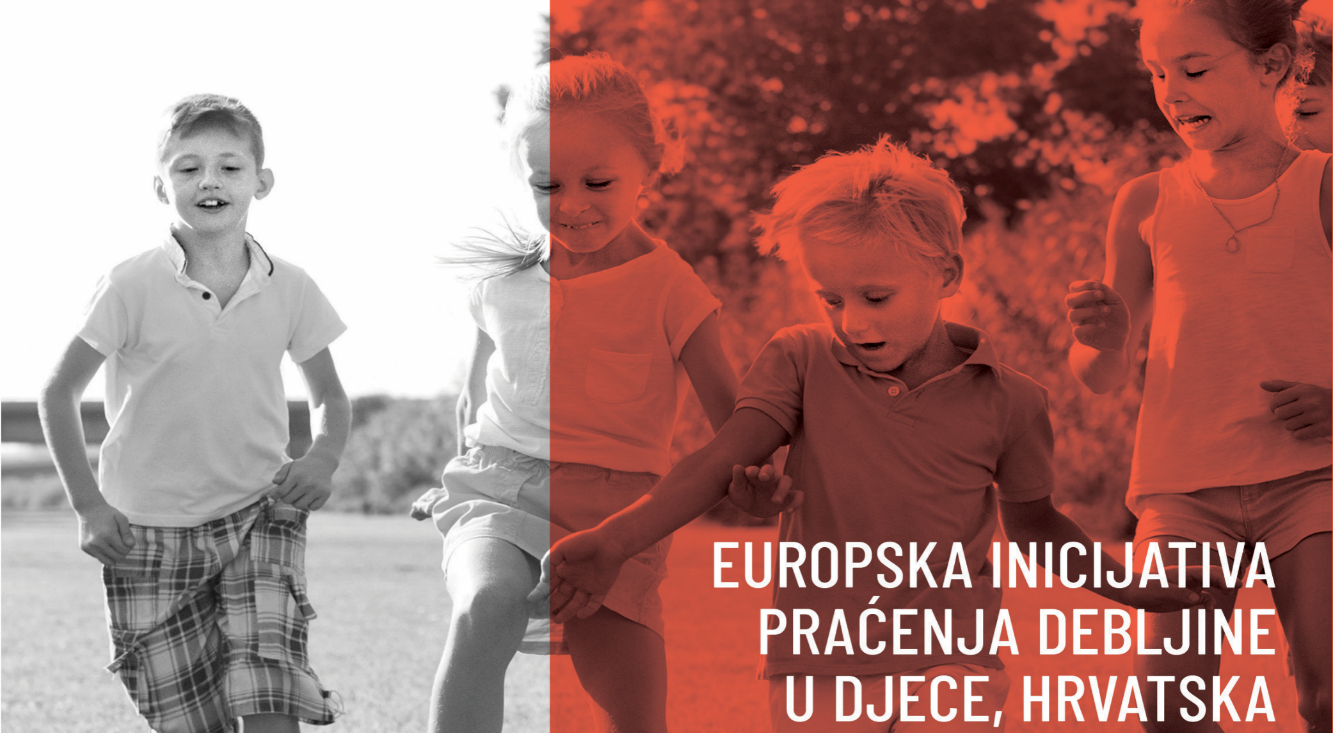 EUROPSKA INICIJATIVA
PRAĆENJA DEBLJINE
U DJECE, HRVATSKA